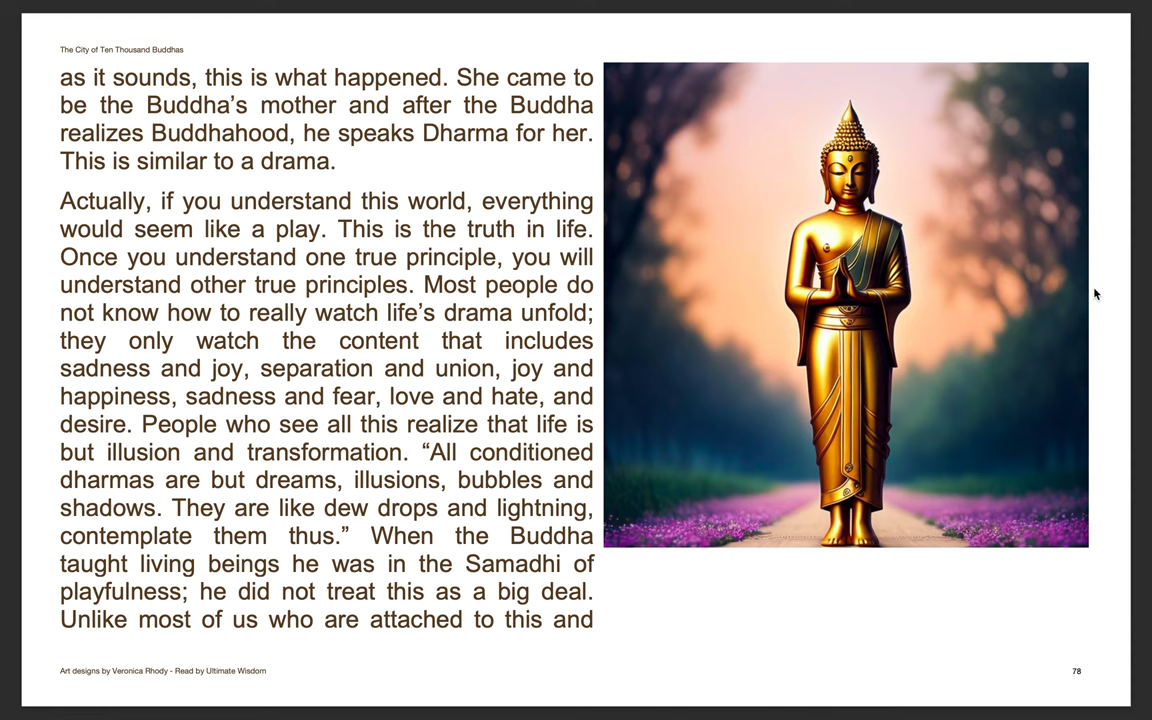 The City of Ten Thousand Buddhas
as it sounds, this is what happened. She came to
be the Buddha’s mother and after the Buddha
realizes Buddhahood, he speaks Dharma for her.
This is similar to a drama.
Actually, if you understand this world, everything
would seem like a play. This is the truth in life.
Once you understand one true principle, you will
understand other true principles. Most people do
not know how to really watch life’s drama unfold;
they only watch the content that includes
sadness and joy, separation and union, joy and
happiness, sadness and fear, love and hate, and
desire. People who see all this realize that life is
but illusion and transformation. “All conditioned
dharmas are but dreams, illusions, bubbles and
shadows. They are like dew drops and lightning,
contemplate them thus.” When the Buddha
taught living beings he was in the Samadhi of
playfulness; he did not treat this as a big deal.
Unlike most of us who are attached to this and
Art designs by Veronica Rhody - Read by Ultimate Wisdom
78